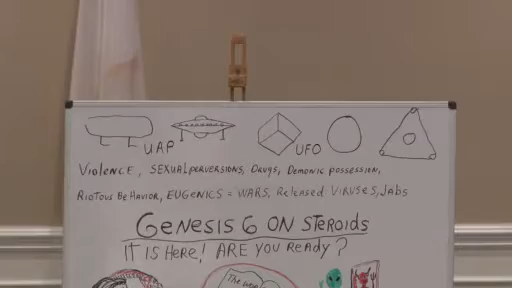 UAP UFO
Violence, SEXUAL PERVERSIONS, Drugs, Demonic possession,
RIOTous BeHAVIOR, EUGENICS = WARS, Released VIRUSES, Jabs
GENESIS 6 ON STEROIDS
IT IS HERE! ARE YOU READY?
The